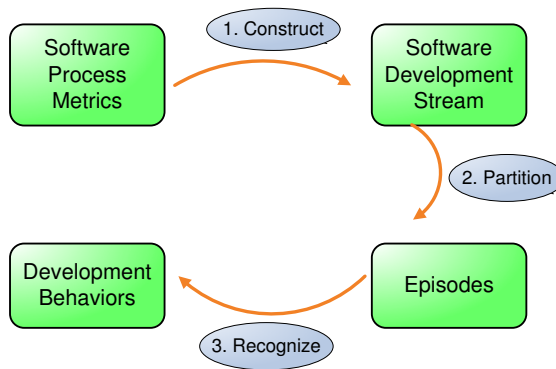 1. Construct
Software
Process
Metrics
Software
Development
Stream
2. Partition
Development
Behaviors
Episodes
3. Recognize